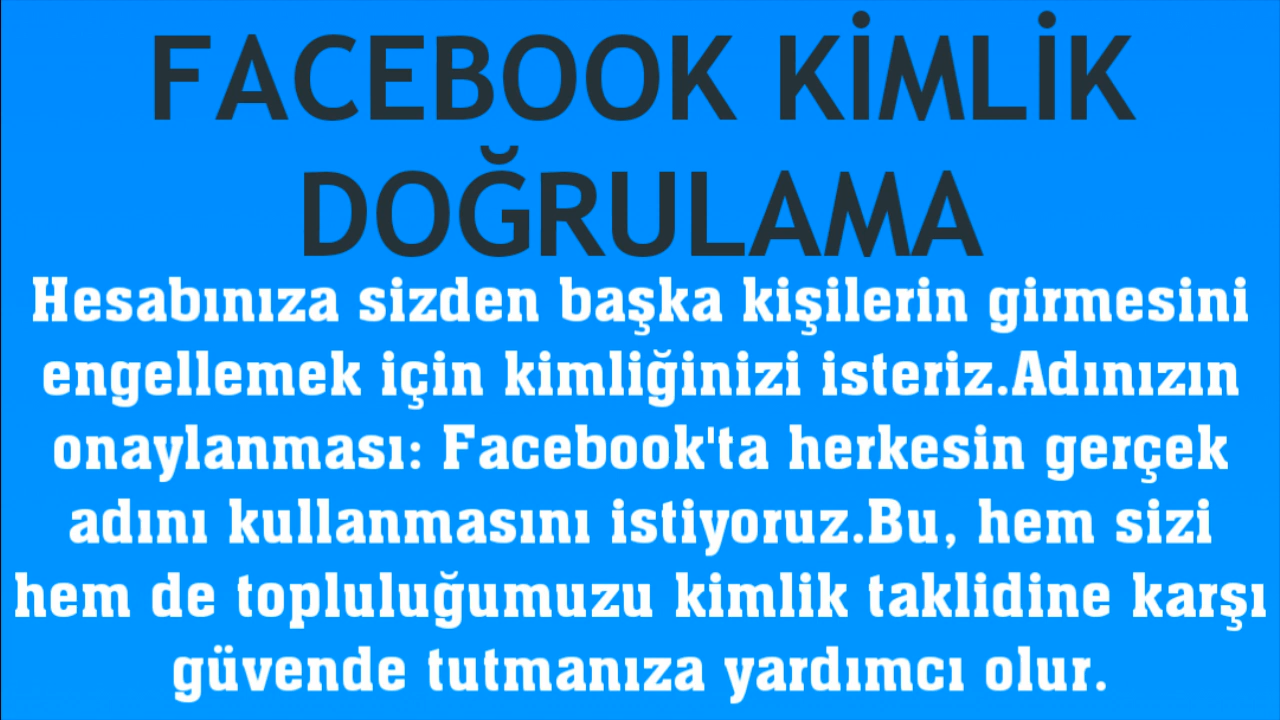 FACEBOOK KİMLİK
DOĞRULAMA
Hesabınıza sizden başka kişilerin girmesini
engellemek için kimliğinizi isteriz.Adınızın
onaylanması: Facebook'ta herkesin gerçek
adını kullanmasını istiyoruz.Bu, hem sizi
hem de topluluğumuzu kimlik taklidine karşı
güvende tutmanıza yardımcı olur.